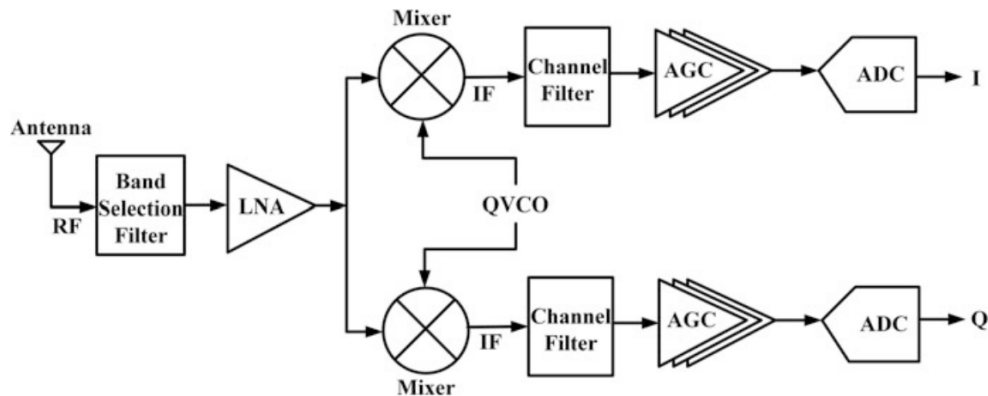 Mixer
IF
Channel
Filter
AGC
ADC
I
Antenna
RF
Band
Selection
Filter
LNA
QVCO
IF
Channel
Filter
AGC
ADC
Q
Mixer